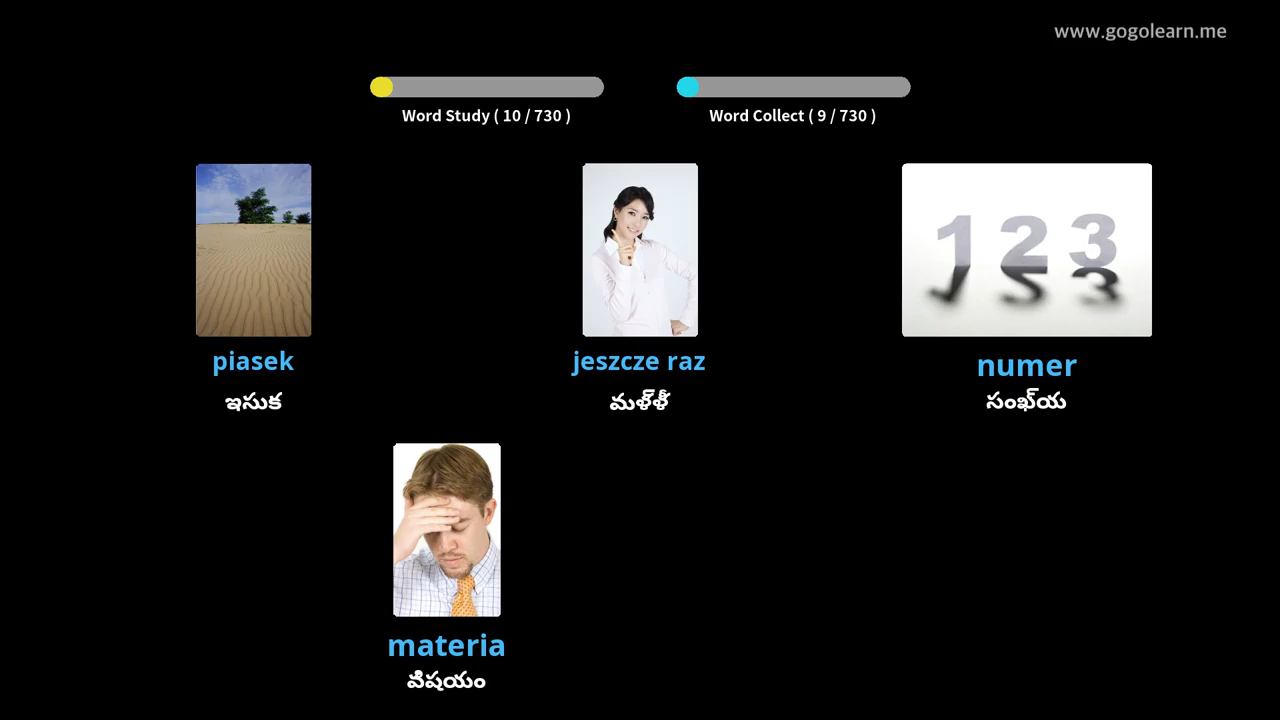 www.gogolearn.me
Word Study ( 10 / 730 )
Word Collect ( 9 / 730 )
piasek
jeszcze raz
numer
ఇసుక
మళ్ళీ
సంఖ్య
materia
విషయం